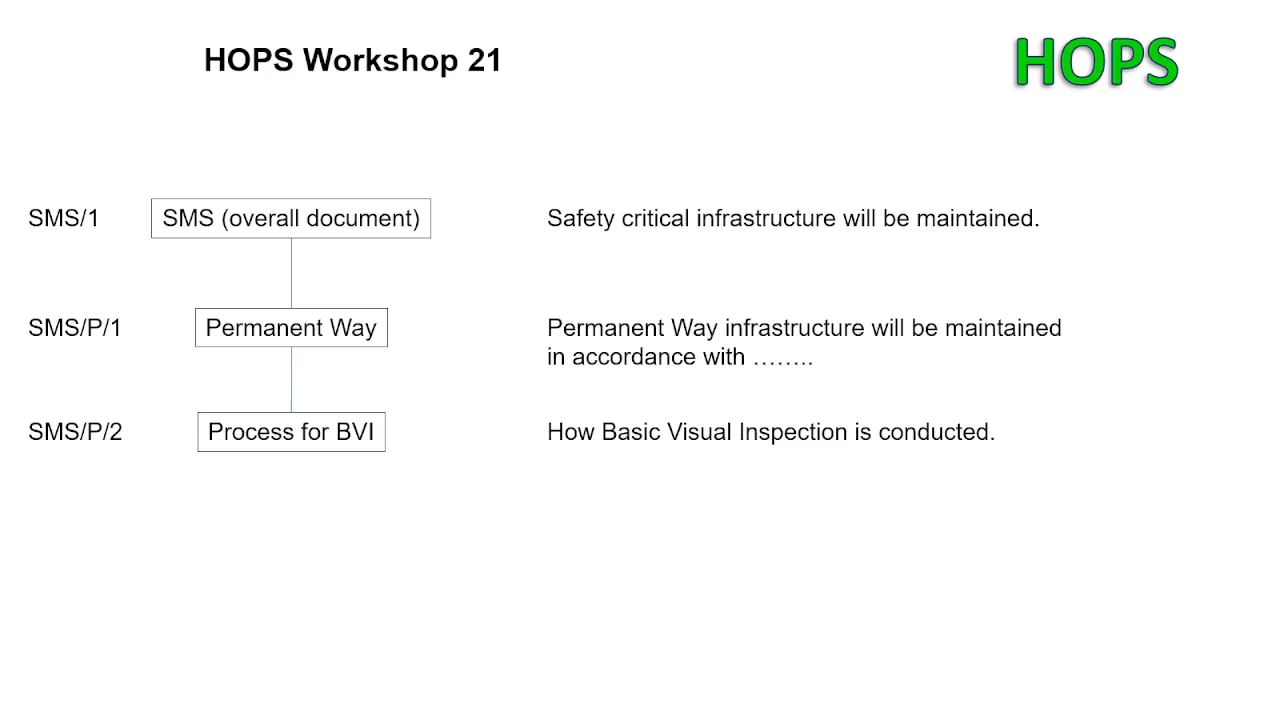 HOPS Workshop 21
HOPS
SMS/1
SMS (overall document)
Safety critical infrastructure will be maintained.
SMS/P/1
Permanent Way
Permanent Way infrastructure will be maintained
in accordance with ……..
SMS/P/2
Process for BVI
How Basic Visual Inspection is conducted.